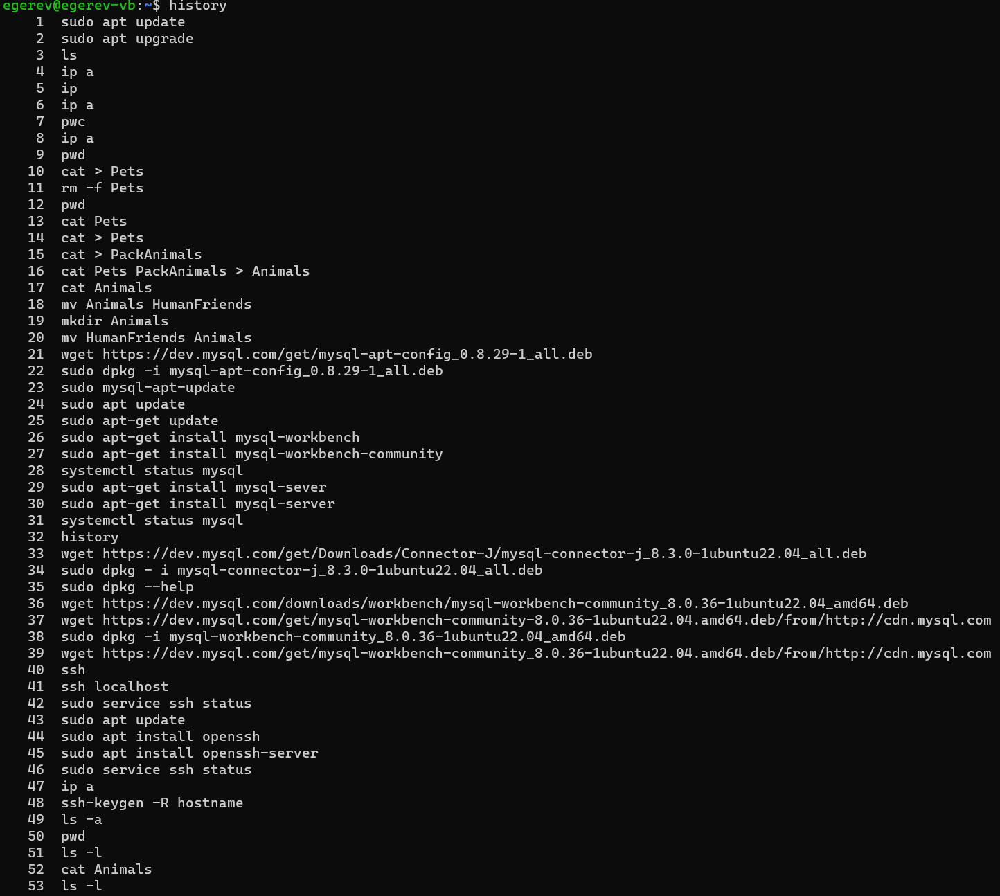 egerev@egerev-vb:~$ history
1 sudo apt update
2 sudo apt upgrade
3 ls
4 ip a
5 ip
6 ip a
7 pwc
8 ip a
9 pwd
10 cat > Pets
11 rm -f Pets
12 pwd
13 cat Pets
14 cat > Pets
15 cat > PackAnimals
16 cat Pets PackAnimals > Animals
17 cat Animals
18 mv Animals HumanFriends
19 mkdir Animals
20 mv HumanFriends Animals
21 wget https://dev.mysql.com/get/mysql-apt-config_0.8.29-1_all.deb
22 sudo dpkg -i mysql-apt-config_0.8.29-1_all.deb
23 sudo mysql-apt-update
24 sudo apt update
25 sudo apt-get update
26 sudo apt-get install mysql-workbench
27 sudo apt-get install mysql-workbench-community
28 systemctl status mysql
29 sudo apt-get install mysql-sever
30 sudo apt-get install mysql-server
31 systemctl status mysql
32 history
33 wget https://dev.mysql.com/get/Downloads/Connector-J/mysql-connector-j_8.3.0-1ubuntu22.04_all.deb
34 sudo dpkg - i mysql-connector-j_8.3.0-1ubuntu22.04_all.deb
35 sudo dpkg --help
36 wget https://dev.mysql.com/downloads/workbench/mysql-workbench-community_8.0.36-1ubuntu22.04_amd64.deb
37 wget https://dev.mysql.com/get/mysql-workbench-community-8.0.36-1ubuntu22.04.amd64.deb/from/http://cdn.mysql.com
38 sudo dpkg -i mysql-workbench-community_8.0.36-1ubuntu22.04_amd64.deb
39 wget https://dev.mysql.com/get/mysql-workbench-community_8.0.36-1ubuntu22.04.amd64.deb/from/http://cdn.mysql.com
40 ssh
41 ssh localhost
42 sudo service ssh status
43 sudo apt update
44 sudo apt install openssh
45 sudo apt install openssh-server
46 sudo service ssh status
47 ip a
48 ssh-keygen -R hostname
49 ls -a
50 pwd
51 ls -l
52 cat Animals
53 ls -l